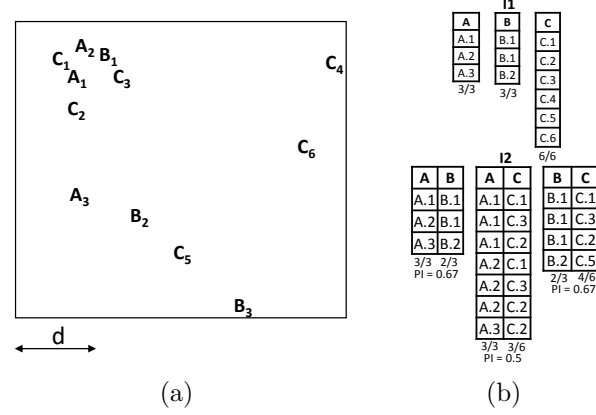 A₂ B₁
C₁ C₄
A₁ C₃
C₂
C₆
A₃
B₂
C₅
B₃
d
(a)
I1
A B C
A.1 B.1 C.1
A.2 B.1 C.2
A.3 B.2 C.3
3/3 3/3 C.4
C.5
C.6
6/6
I2
A B
A.1 B.1
A.2 B.1
A.3 B.2
3/3 2/3
PI = 0.67
A C
A.1 C.1
A.1 C.3
A.1 C.2
A.2 C.1
A.2 C.3
A.2 C.2
A.3 C.2
3/3 3/6
PI = 0.5
B C
B.1 C.1
B.1 C.3
B.1 C.2
B.2 C.5
2/3 4/6
PI = 0.67
(b)